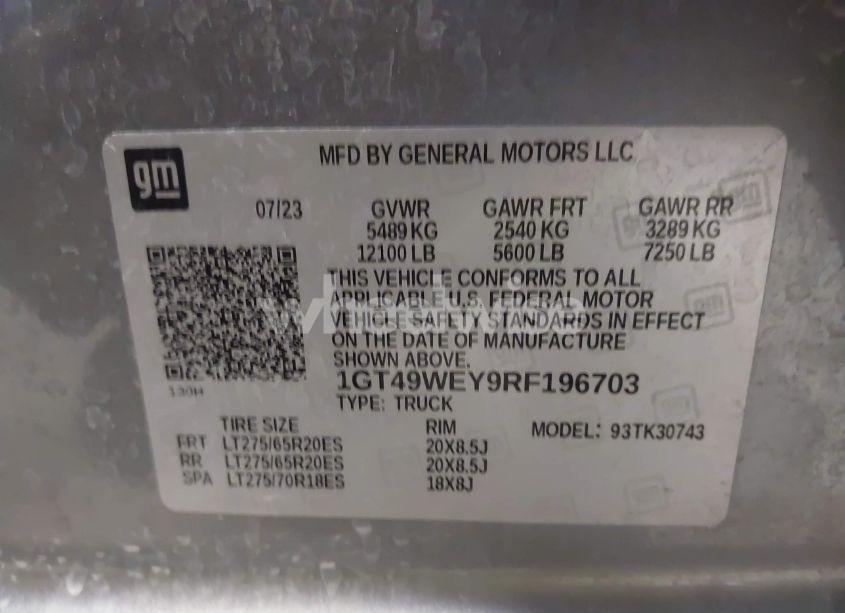 gm
MFD BY GENERAL MOTORS LLC
07/23 GVWR GAWR FRT GAWR RR
5489 KG 2540 KG 3289 KG
12100 LB 5600 LB 7250 LB
THIS VEHICLE CONFORMS TO ALL
APPLICABLE U.S. FEDERAL MOTOR
VEHICLE SAFETY STANDARDS IN EFFECT
ON THE DATE OF MANUFACTURE
SHOWN ABOVE.
1GT49WEY9RF196703
130H
TYPE: TRUCK
TIRE SIZE RIM MODEL: 93TK30743
FRT LT275/65R20ES 20X8.5J
RR LT275/65R20ES 20X8.5J
SPA LT275/70R18ES 18X8J